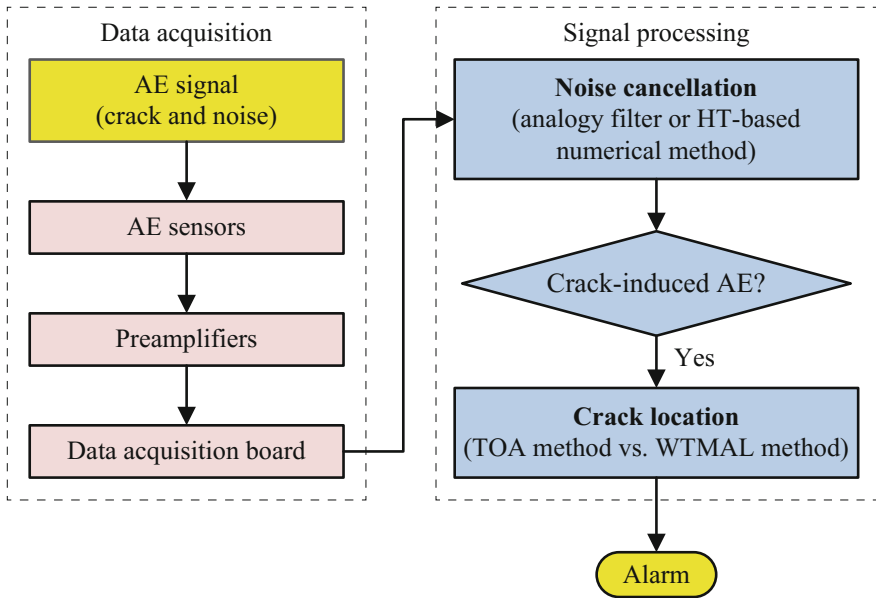 Data acquisition
AE signal
(crack and noise)
AE sensors
Preamplifiers
Data acquisition board
Signal processing
Noise cancellation
(analogy filter or HT-based
numerical method)
Crack-induced AE?
Yes
Crack location
(TOA method vs. WTMAL method)
Alarm